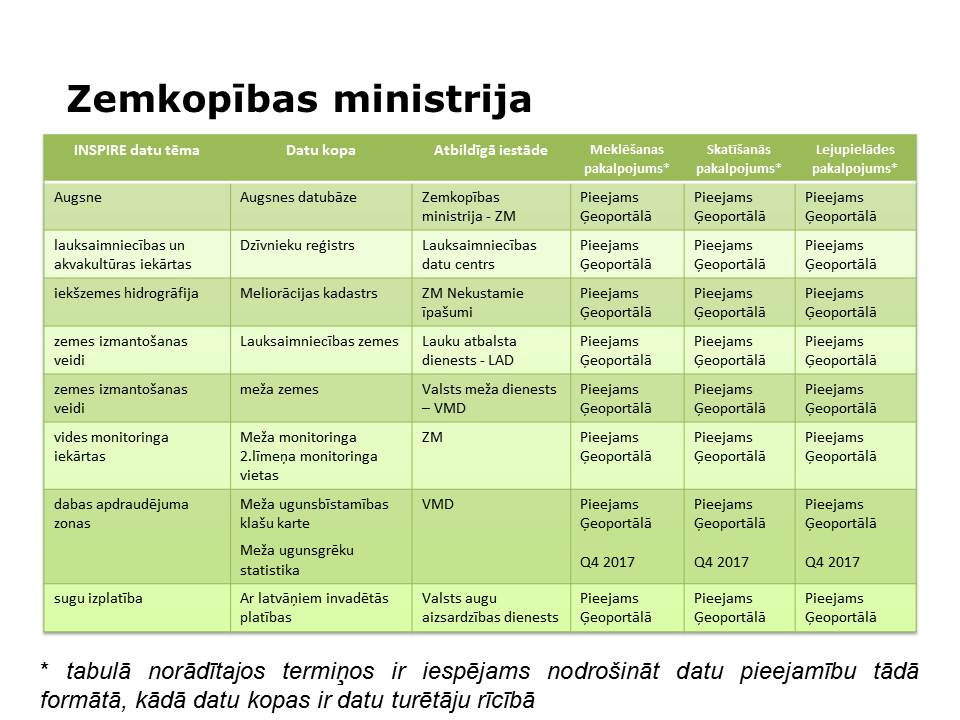 Zemkopības ministrija
INSPIRE datu tēma
Datu kopa
Atbildīgā iestāde
Meklēšanas
pakalpojums*
Skatīšanās
pakalpojums*
Lejupielādes
pakalpojums*
Augsne
Augsnes datubāze
Zemkopības
ministrija - ZM
Pieejams
Ģeoportālā
Pieejams
Ģeoportālā
Pieejams
Ģeoportālā
lauksaimniecības un
akvakultūras iekārtas
Dzīvnieku reģistrs
Lauksaimniecības
datu centrs
Pieejams
Ģeoportālā
Pieejams
Ģeoportālā
Pieejams
Ģeoportālā
iekšzemes hidrogrāfija
Meliorācijas kadastrs
ZM Nekustamie
īpašumi
Pieejams
Ģeoportālā
Pieejams
Ģeoportālā
Pieejams
Ģeoportālā
zemes izmantošanas
veidi
Lauksaimniecības zemes
Lauku atbalsta
dienests - LAD
Pieejams
Ģeoportālā
Pieejams
Ģeoportālā
Pieejams
Ģeoportālā
zemes izmantošanas
veidi
meža zemes
Valsts meža dienests
– VMD
Pieejams
Ģeoportālā
Pieejams
Ģeoportālā
Pieejams
Ģeoportālā
vides monitoringa
iekārtas
Meža monitoringa
2.līmeņa monitoringa
vietas
ZM
Pieejams
Ģeoportālā
Pieejams
Ģeoportālā
Pieejams
Ģeoportālā
dabas apdraudējuma
zonas
Meža ugunsbīstamības
klašu karte
Meža ugunsgrēku
statistika
VMD
Pieejams
Ģeoportālā
Q4 2017
Pieejams
Ģeoportālā
Q4 2017
Pieejams
Ģeoportālā
Q4 2017
sugu izplatība
Ar latvāņiem invadētās
platības
Valsts augu
aizsardzības dienests
Pieejams
Ģeoportālā
Pieejams
Ģeoportālā
Pieejams
Ģeoportālā
* tabulā norādītajos termiņos ir iespējams nodrošināt datu pieejamību tādā
formātā, kādā datu kopas ir datu turētāju rīcībā